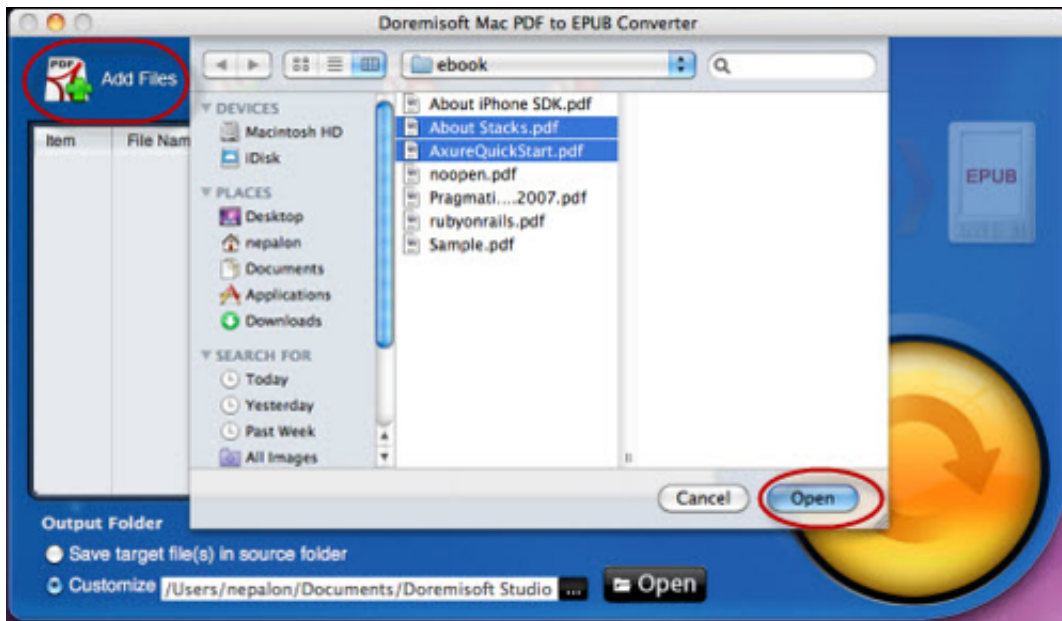 Doremisoft Mac PDF to EPUB Converter
PDF
Add Files
ebook
Item
File Nam
DEVICES
Macintosh HD
iDisk
PLACES
Desktop
nepalon
Documents
Applications
Downloads
SEARCH FOR
Today
Yesterday
Past Week
All Images
About iPhone SDK.pdf
About Stacks.pdf
AxureQuickStart.pdf
noopen.pdf
Pragmati....2007.pdf
rubyonrails.pdf
Sample.pdf
EPUB
Cancel
Open
Output Folder
Save target file(s) in source folder
Customize
/Users/nepalon/Documents/Doremisoft Studio
...
Open